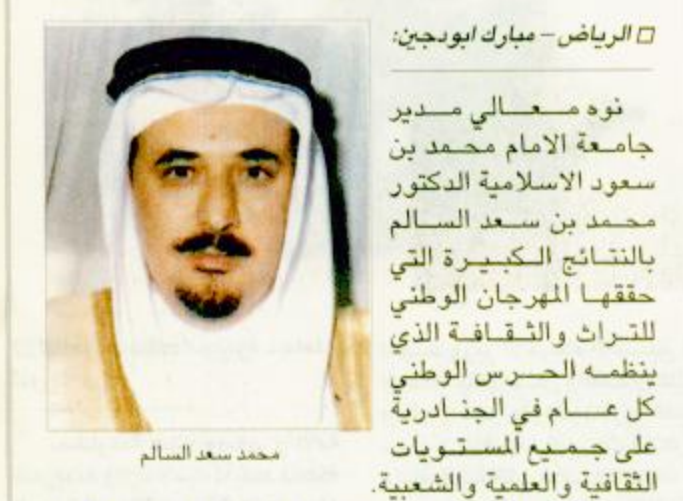 □ الرياض – مبارك ابودجين:
نوه معالي مدير
جامعة الامام محمد بن
سعود الاسلامية الدكتور
محمد بن سعد السالم
بالنتائج الكبيرة التي
حققها المهرجان الوطني
للتراث والثقافة الذي
ينظمه الحرس الوطني
كل عام في الجنادرية
على جميع المستويات
الثقافية والعلمية والشعبية.
محمد سعد السالم